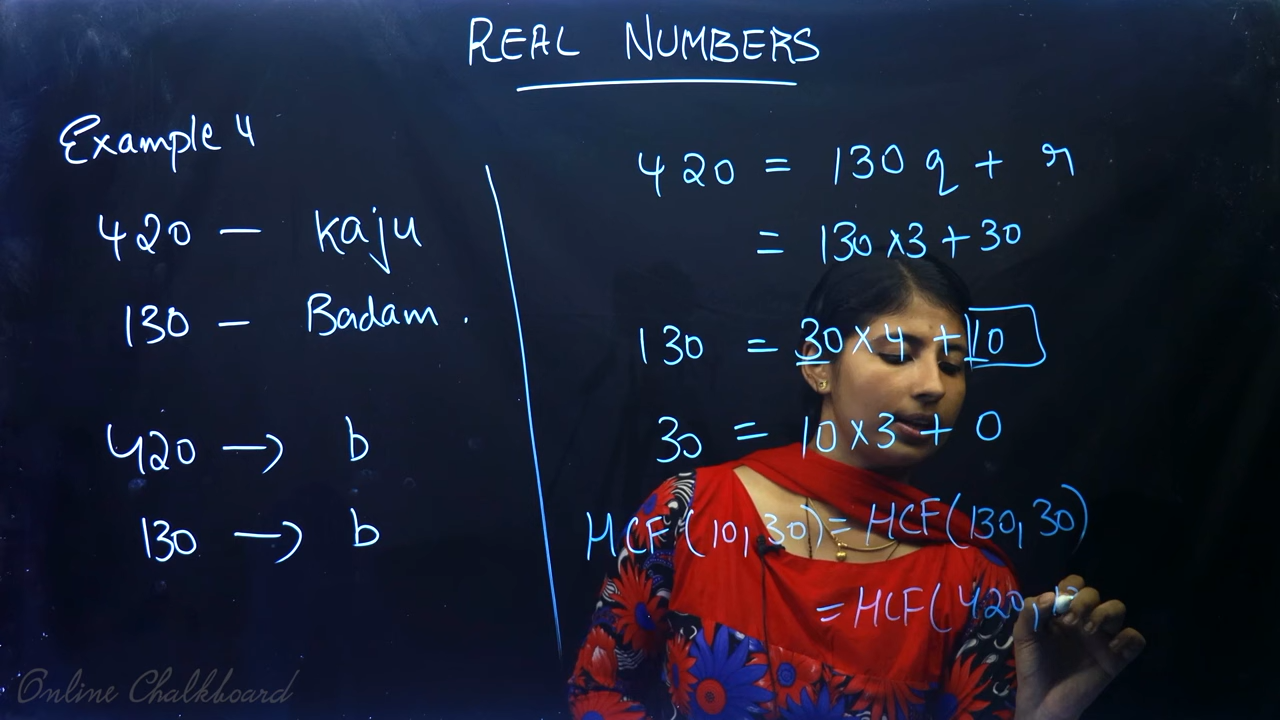 REAL NUMBERS
Example 4
420 — Kaju
130 — Badam.
420 → b
130 → b
420 = 130 q + r
= 130 × 3 + 30
130 = 30 × 4 + 10
30 = 10 × 3 + 0
HCF (10, 30) = HCF (130, 30)
= HCF ( 420, 1
Online Chalkboard